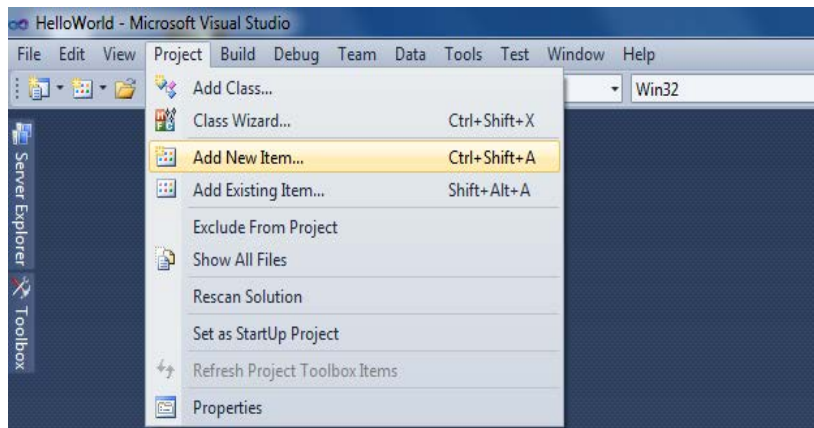 HelloWorld - Microsoft Visual Studio
File Edit View Project Build Debug Team Data Tools Test Window Help
Win32
Add Class...
Class Wizard... Ctrl+Shift+X
Add New Item... Ctrl+Shift+A
Add Existing Item... Shift+Alt+A
Exclude From Project
Show All Files
Rescan Solution
Set as StartUp Project
Refresh Project Toolbox Items
Properties
Server Explorer
Toolbox